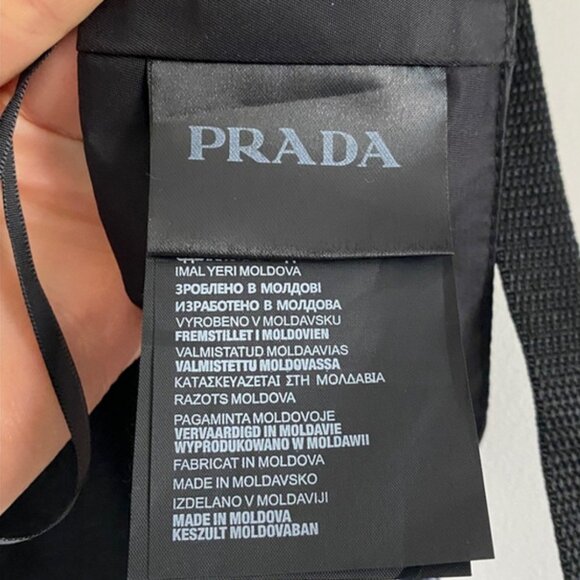 PRADA
IMAL YERI MOLDOVA
ЗРОБЛЕНО В МОЛДОВІ
ИЗРАБОТЕНО В МОЛДОВА
VYROBENO V MOLDAVSKU
FREMSTILLET I MOLDOVIEN
VALMISTATUD MOLDAAVIAS
VALMISTETTU MOLDOVASSA
ΚΑΤΑΣΚΕΥΑΖΕΤΑΙ ΣΤΗ ΜΟΛΔΑΒΙΑ
RAZOTS MOLDOVA
PAGAMINTA MOLDOVOJE
VERVAARDIGD IN MOLDAVIE
WYPRODUKOWANO W MOLDAWII
FABRICAT IN MOLDOVA
MADE IN MOLDAVSKO
IZDELANO V MOLDAVIJI
MADE IN MOLDOVA
KESZULT MOLDOVABAN